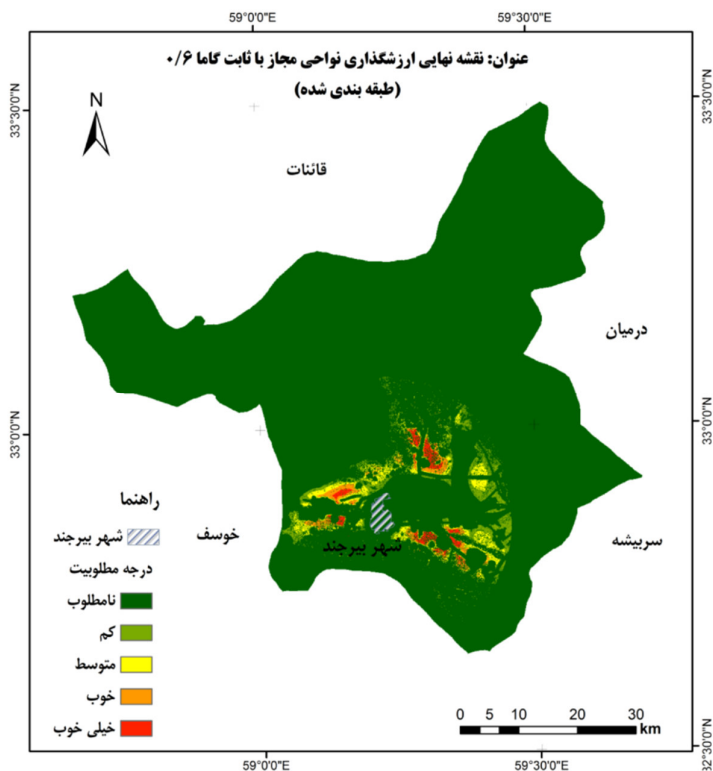 59°0'0"E
59°30'0"E
عنوان: نقشه نهایی ارزشگذاری نواحی مجاز با ثابت گاما ۰/۶
(طبقه بندی شده)
33°30'0"N
33°30'0"N
N
قائنات
درمیان
33°0'0"N
33°0'0"N
راهنما
شهر بیرجند
خوسف
شهر بیرجند
سربیشه
درجه مطلوبیت
نامطلوب
کم
متوسط
خوب
خیلی خوب
0 5 10 20 30
km
32°30'0"N
59°0'0"E
59°30'0"E